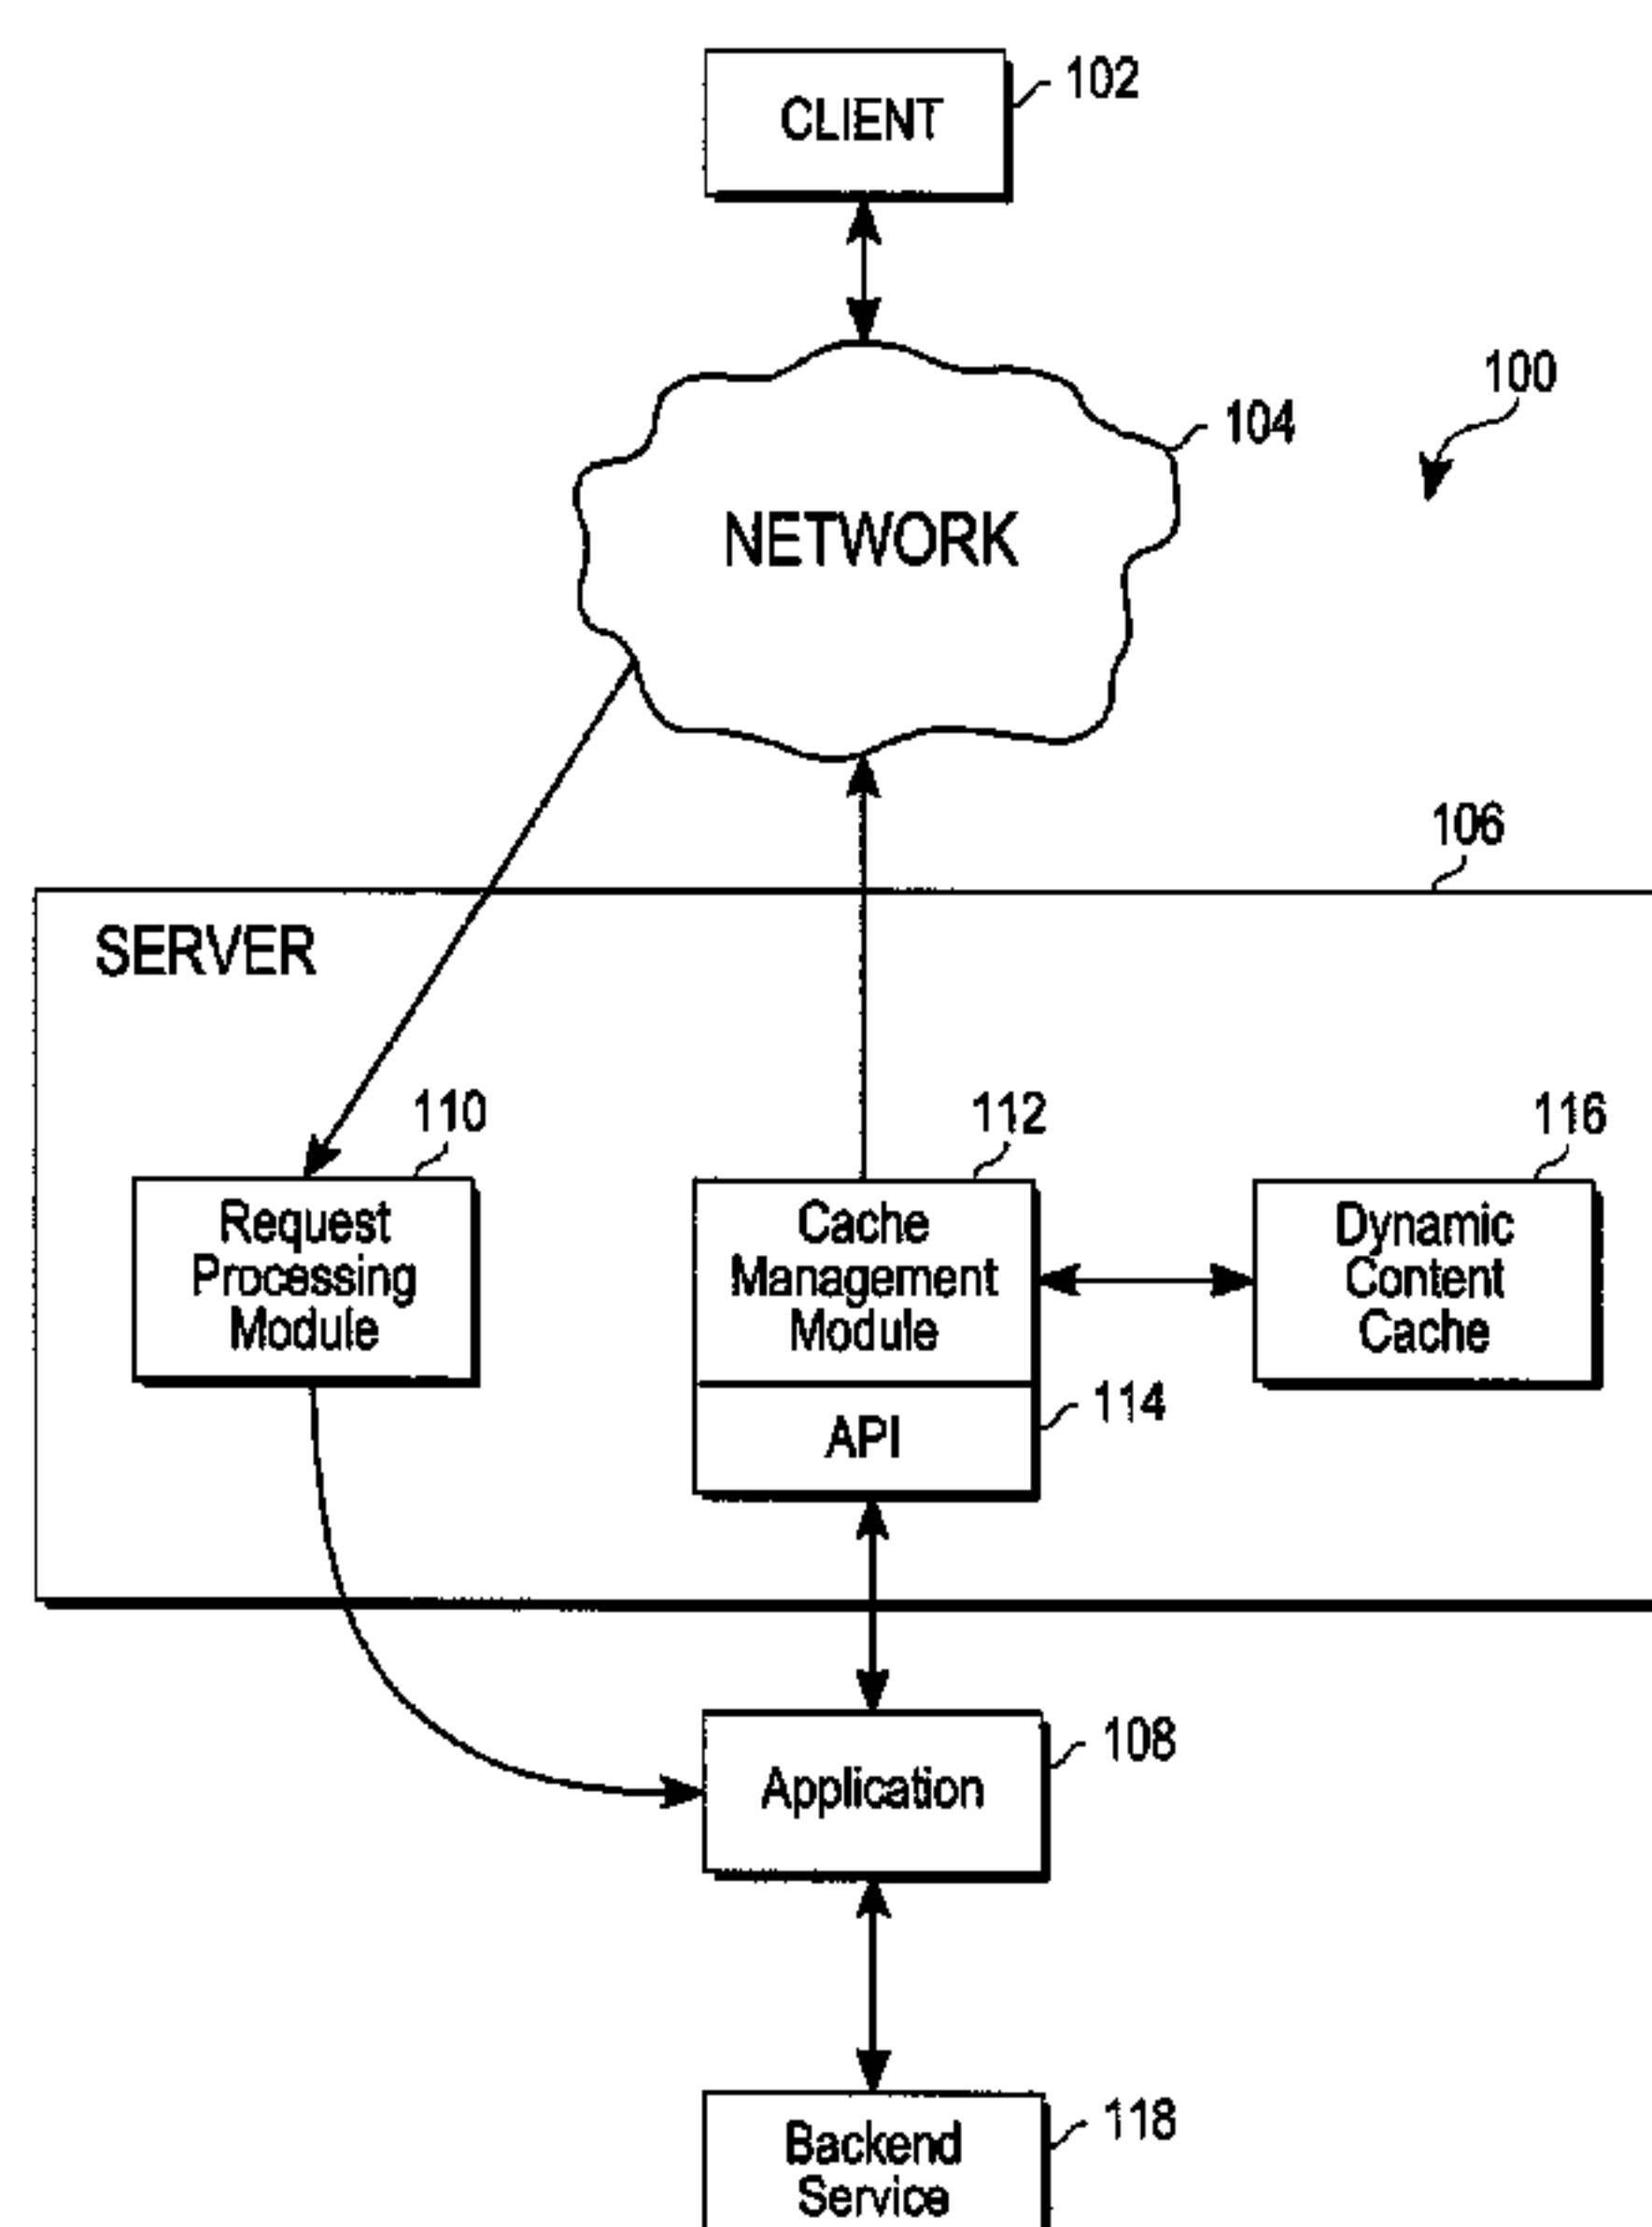 102
CLIENT
100
104
NETWORK
106
SERVER
110
112
116
Request
Processing
Module
Cache
Management
Module
Dynamic
Content
Cache
114
API
108
Application
118
Backend
Service